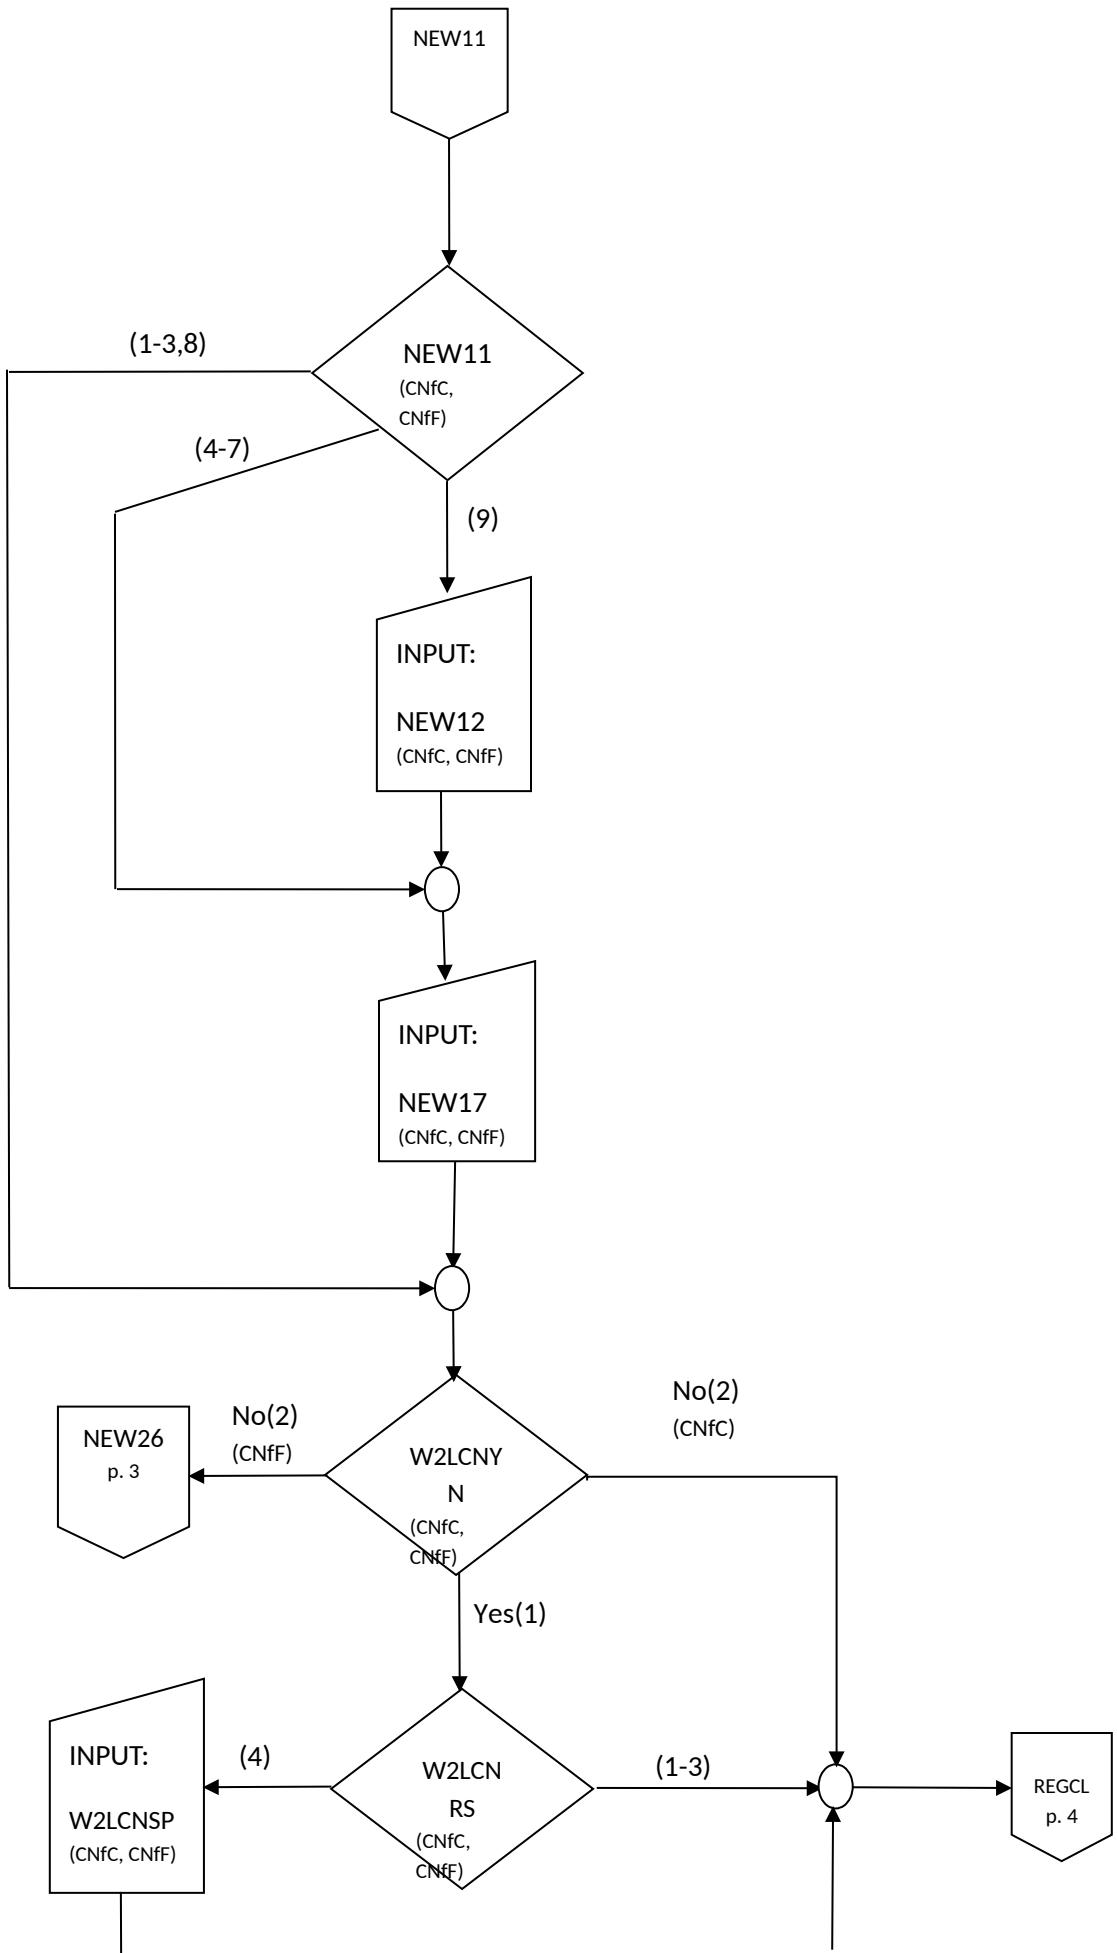 NEW11
(1-3,8)
NEW11
(CNfC,
CNfF)
(4-7)
(9)
INPUT:
NEW12
(CNfC, CNfF)
INPUT:
NEW17
(CNfC, CNfF)
No(2)
(CNfC)
No(2)
(CNfF)
NEW26
p. 3
W2LCNY
N
(CNfC,
CNfF)
Yes(1)
INPUT:
W2LCNSP
(CNfC, CNfF)
(4)
W2LCN
RS
(CNfC,
CNfF)
(1-3)
REGCL
p. 4